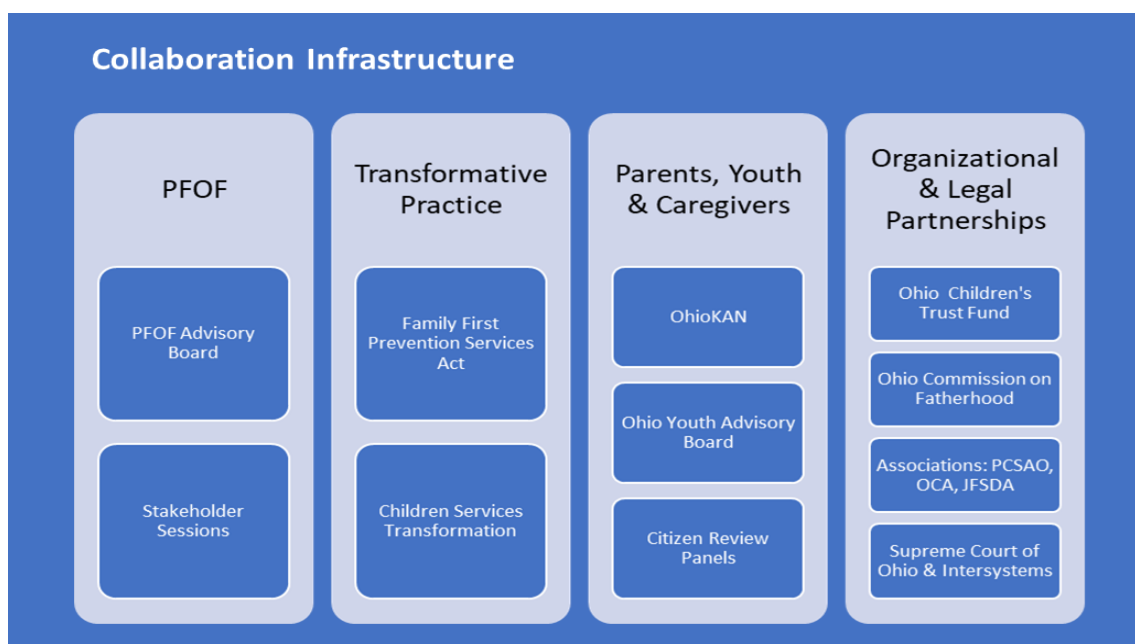 Collaboration Infrastructure
PFOF
PFOF Advisory
Board
Stakeholder
Sessions
Transformative
Practice
Family First
Prevention Services
Act
Children Services
Transformation
Parents, Youth
& Caregivers
OhioKAN
Ohio Youth Advisory
Board
Citizen Review
Panels
Organizational
& Legal
Partnerships
Ohio Children's
Trust Fund
Ohio Commission on
Fatherhood
Associations: PCSAO,
OCA, JFSDA
Supreme Court of
Ohio & Intersystems